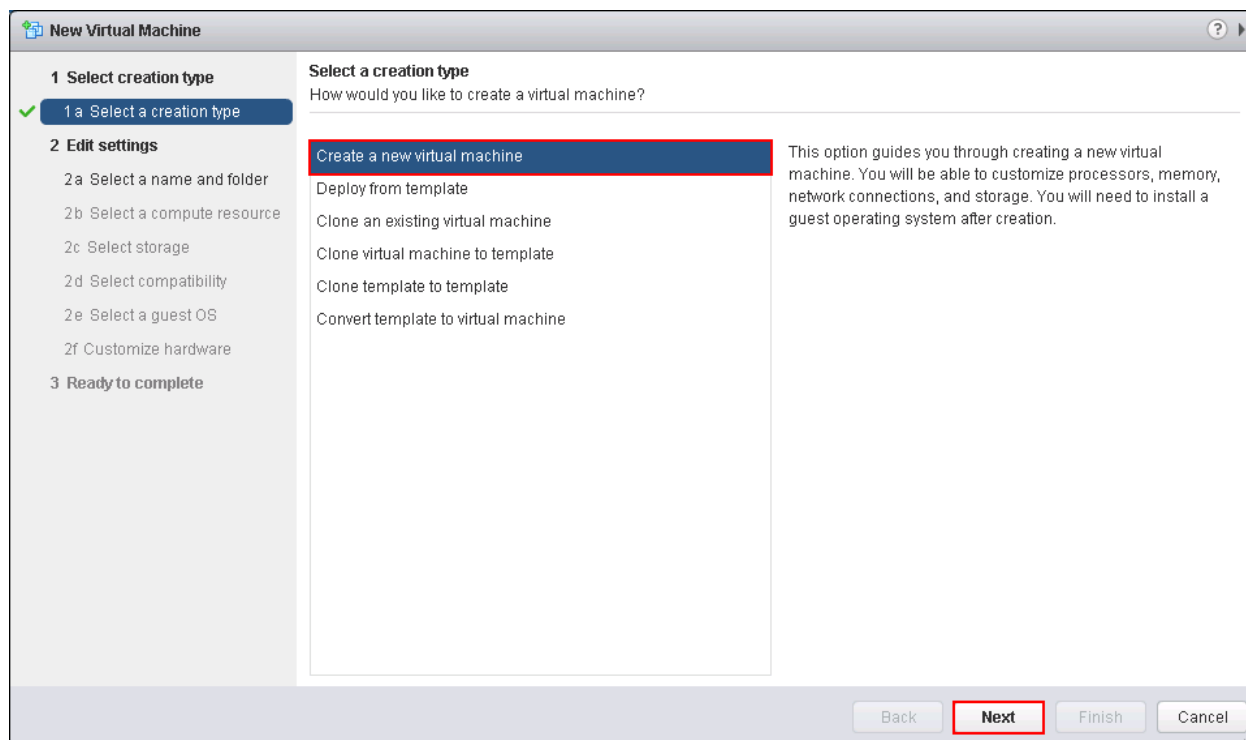 New Virtual Machine
?
1 Select creation type
1a Select a creation type
2 Edit settings
2a Select a name and folder
2b Select a compute resource
2c Select storage
2d Select compatibility
2e Select a guest OS
2f Customize hardware
3 Ready to complete
Select a creation type
How would you like to create a virtual machine?
Create a new virtual machine
Deploy from template
Clone an existing virtual machine
Clone virtual machine to template
Clone template to template
Convert template to virtual machine
This option guides you through creating a new virtual
machine. You will be able to customize processors, memory,
network connections, and storage. You will need to install a
guest operating system after creation.
Back
Next
Finish
Cancel